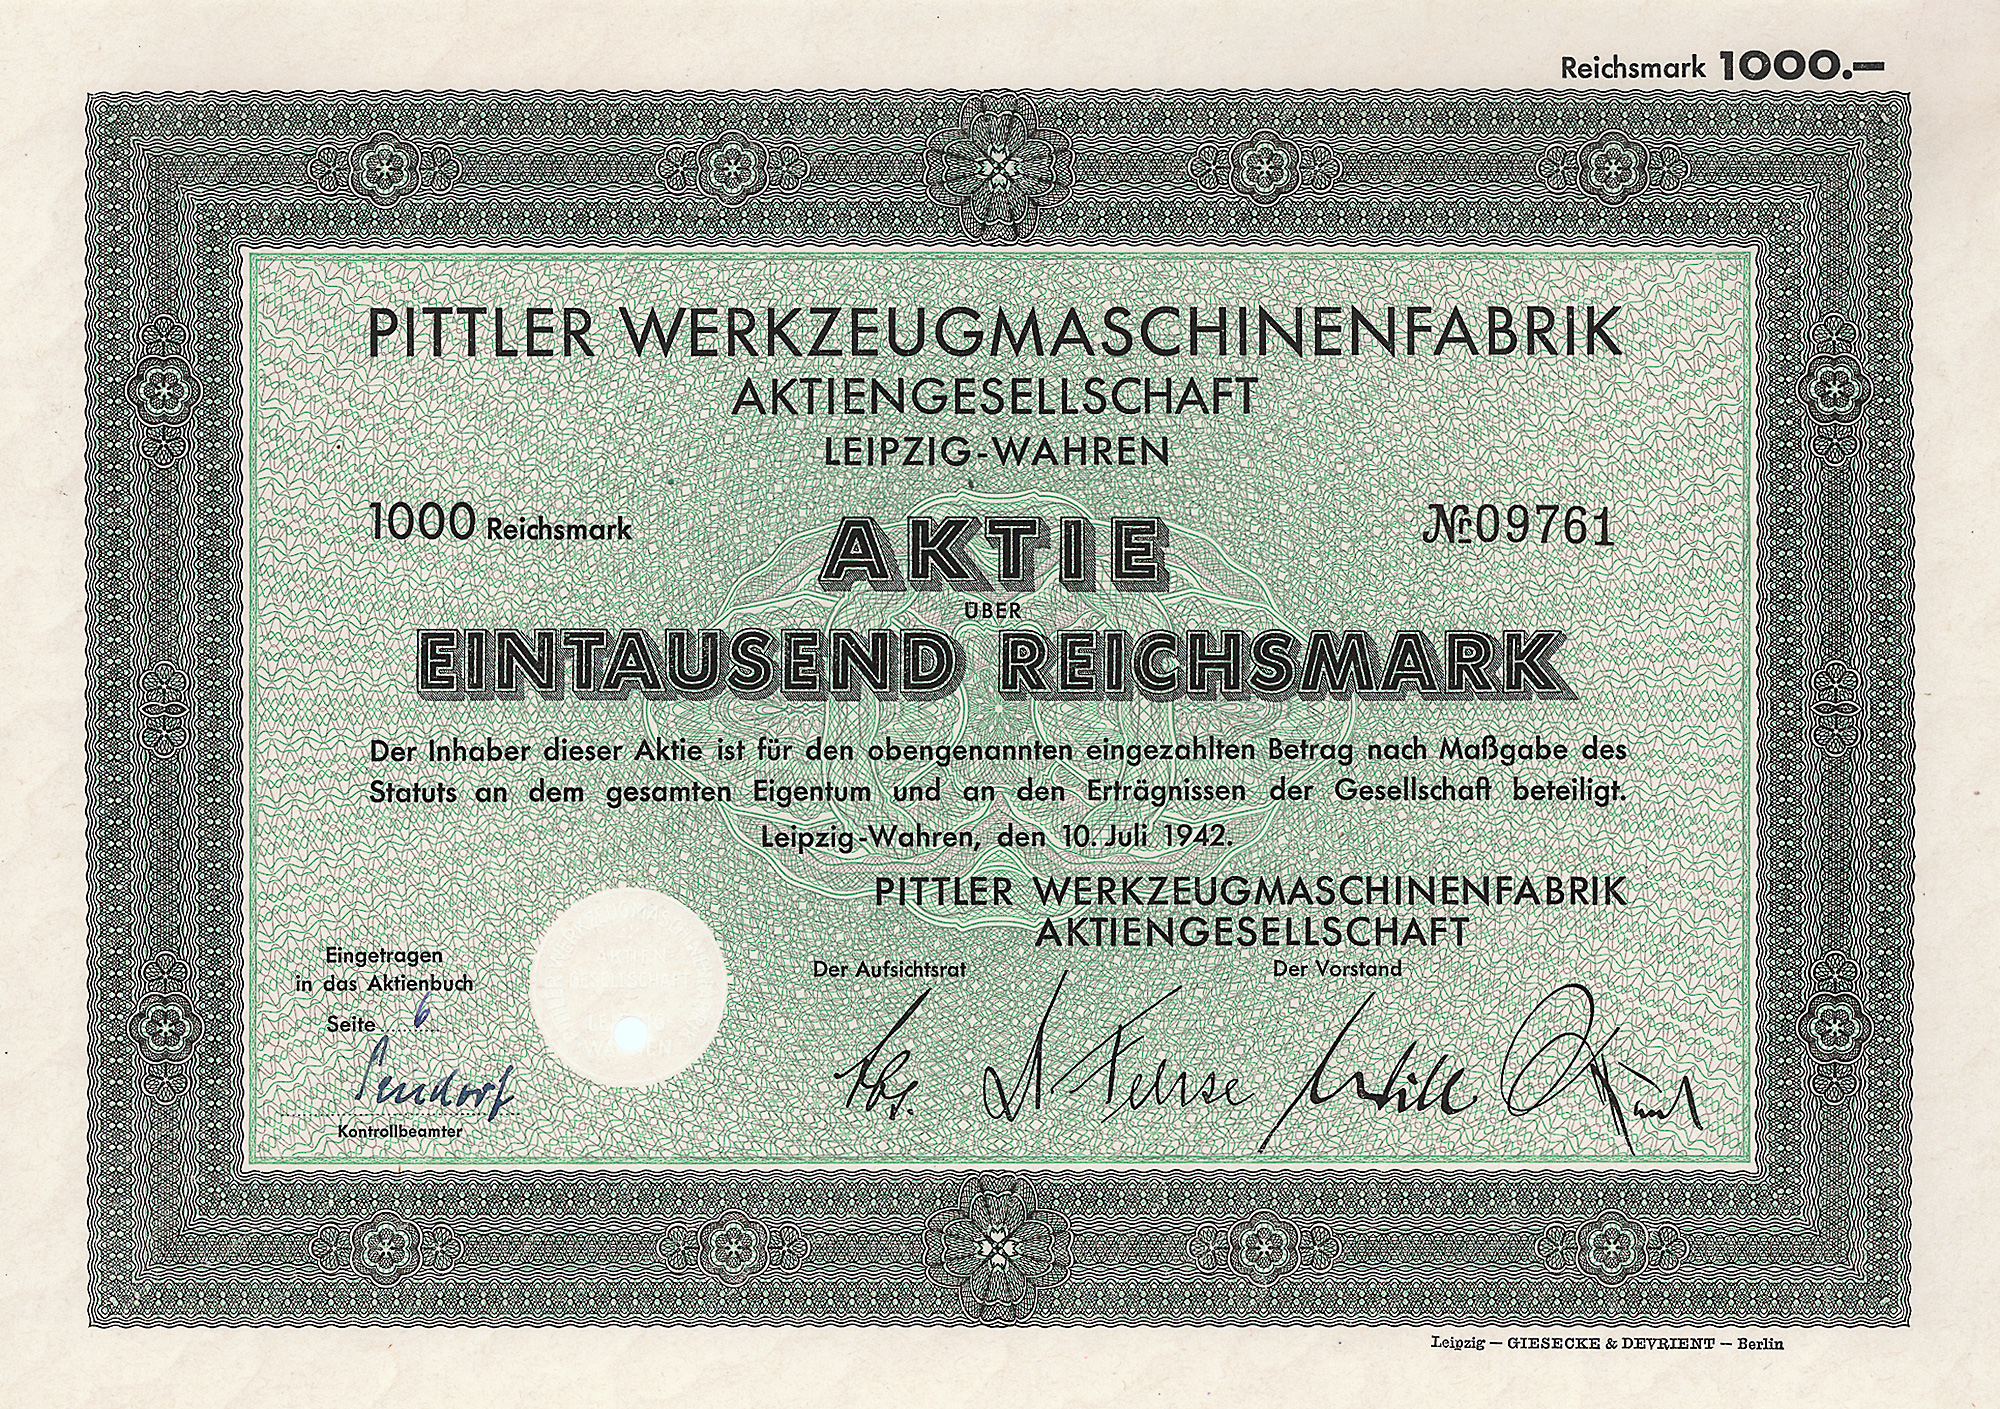 Reichsmark 1000.–
PITTLER WERKZEUGMASCHINENFABRIK
AKTIENGESELLSCHAFT
LEIPZIG-WAHREN
1000 Reichsmark
AKTIE
№ 09761
ÜBER
EINTAUSEND REICHSMARK
Der Inhaber dieser Aktie ist für den obengenannten eingezahlten Betrag nach Maßgabe des
Statuts an dem gesamten Eigentum und an den Erträgnissen der Gesellschaft beteiligt.
Leipzig-Wahren, den 10. Juli 1942.
PITTLER WERKZEUGMASCHINENFABRIK
AKTIENGESELLSCHAFT
Eingetragen
in das Aktienbuch
Seite 6
Kontrollbeamter
Der Aufsichtsrat
Der Vorstand
Leipzig — GIESECKE & DEVRIENT — Berlin